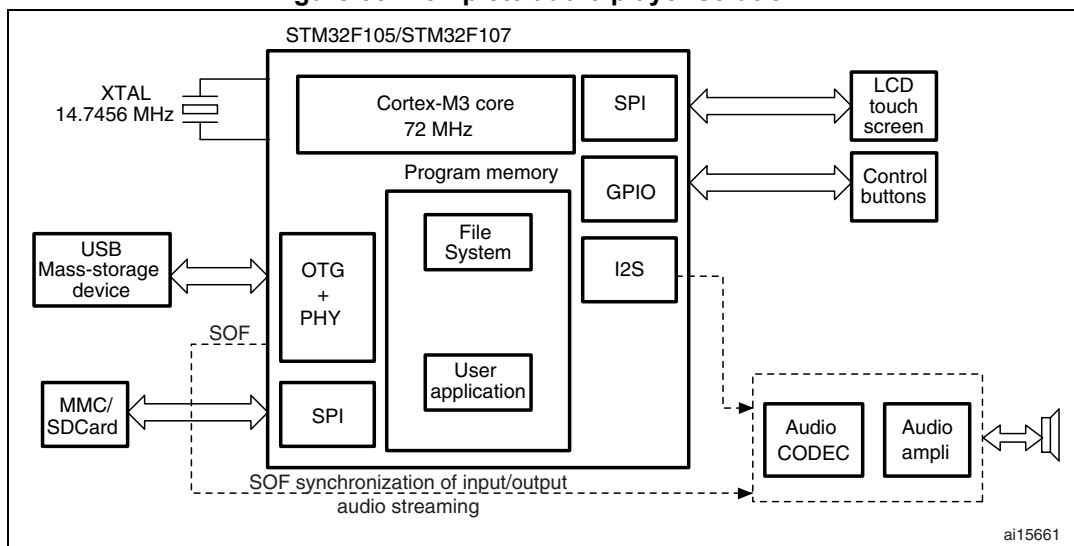 STM32F105/STM32F107
XTAL
14.7456 MHz
Cortex-M3 core
72 MHz
SPI
LCD
touch
screen
Program memory
GPIO
Control
buttons
File
System
I2S
USB
Mass-storage
device
OTG
+
PHY
SOF
User
application
MMC/
SDCard
SPI
Audio
CODEC
Audio
ampli
SOF synchronization of input/output
audio streaming
ai15661